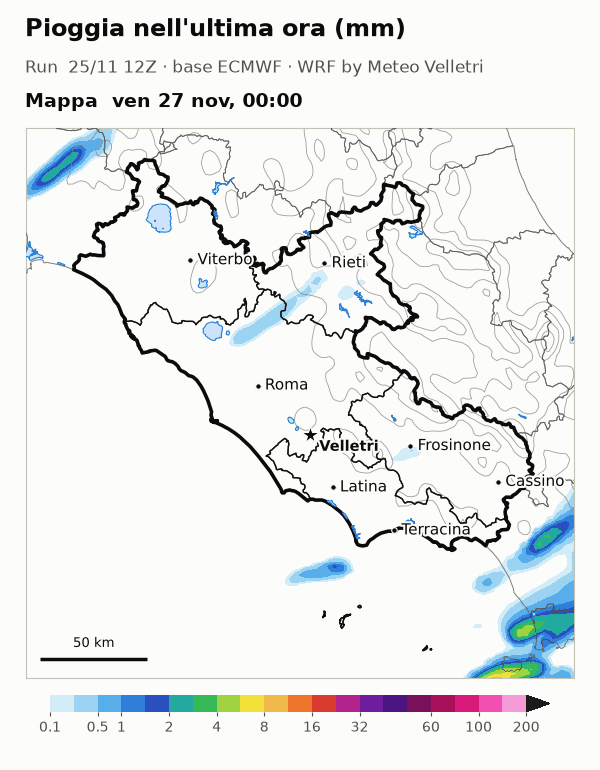 Pioggia nell'ultima ora (mm)
Run  25/11 12Z · base ECMWF · WRF by Meteo Velletri
Mappa  ven 27 nov, 00:00
Viterbo
Rieti
Roma
Velletri
Frosinone
Latina
Cassino
Terracina
50 km
0.1 0.5 1 2 4 8 16 32 60 100 200